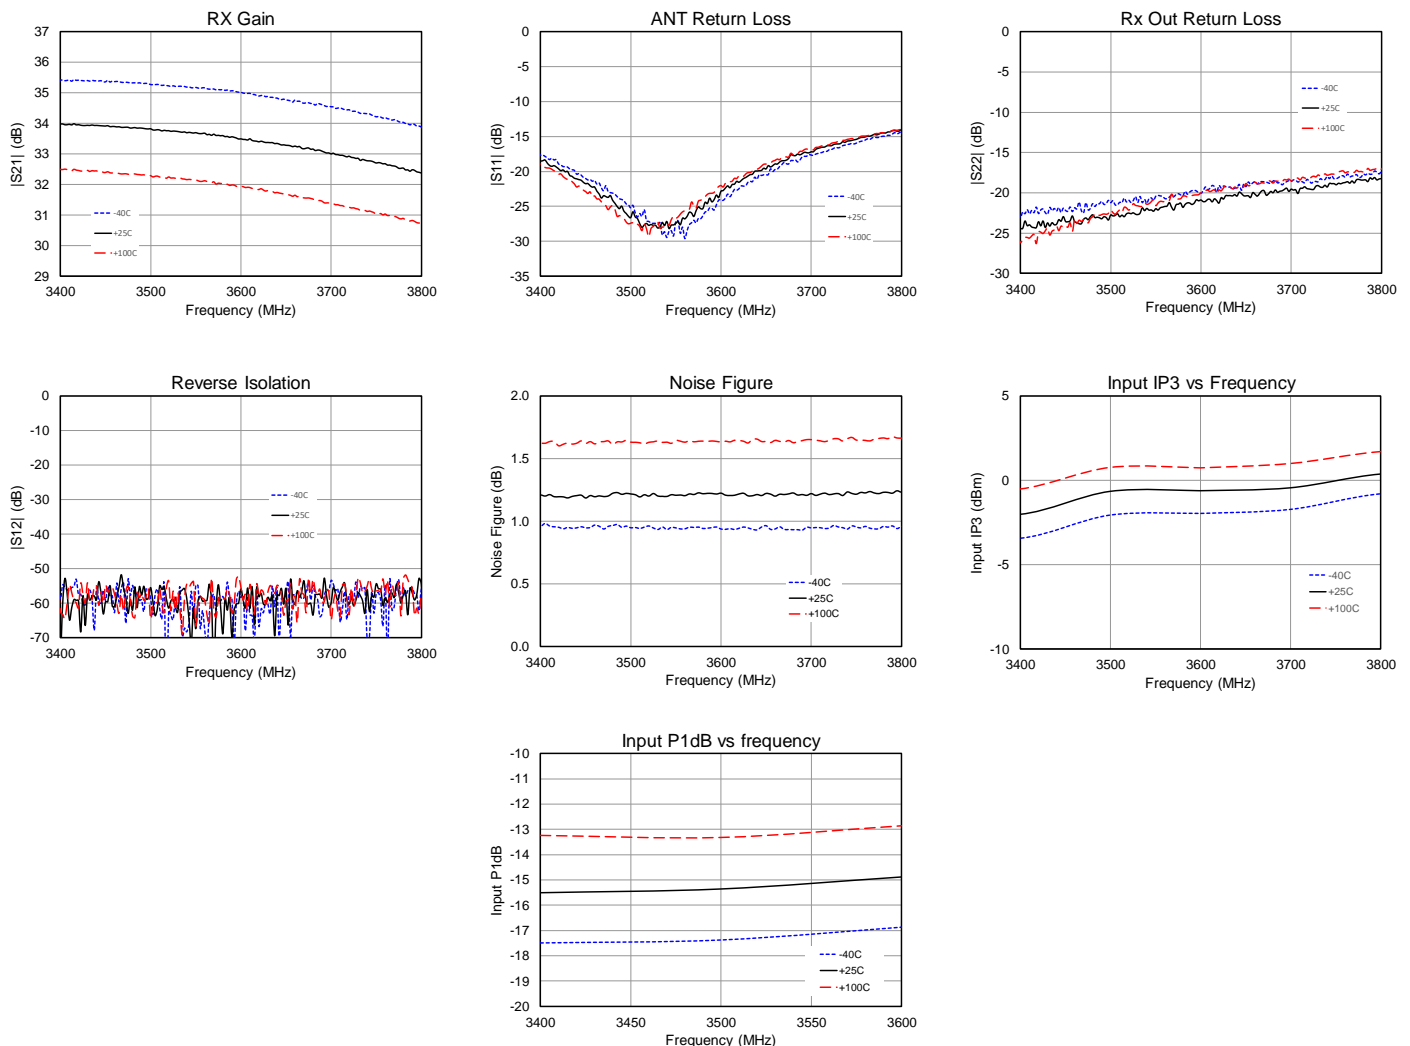 RX Gain
37
36
35
34
33
32
31
30
29
|S21| (dB)
-40C
+25C
+100C
3400
3500
3600
3700
3800
Frequency (MHz)
ANT Return Loss
0
-5
-10
-15
-20
-25
-30
-35
|S11| (dB)
-40C
+25C
+100C
3400
3500
3600
3700
3800
Frequency (MHz)
Rx Out Return Loss
0
-5
-10
-15
-20
-25
-30
|S22| (dB)
-40C
+25C
+100C
3400
3500
3600
3700
3800
Frequency (MHz)
Reverse Isolation
0
-10
-20
-30
-40
-50
-60
-70
|S12| (dB)
-40C
+25C
+100C
3400
3500
3600
3700
3800
Frequency (MHz)
Noise Figure
2.0
1.5
1.0
0.5
0.0
Noise Figure (dB)
-40C
+25C
+100C
3400
3500
3600
3700
3800
Frequency (MHz)
Input IP3 vs Frequency
5
0
-5
-10
Input IP3 (dBm)
-40C
+25C
+100C
3400
3500
3600
3700
3800
Frequency (MHz)
Input P1dB vs frequency
-10
-11
-12
-13
-14
-15
-16
-17
-18
-19
-20
Input P1dB
-40C
+25C
+100C
3400
3450
3500
3550
3600
Frequency (MHz)